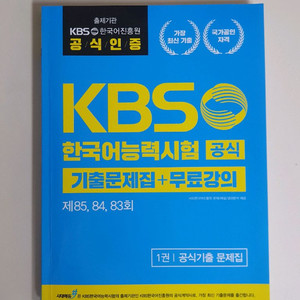 출제기관
KBS 한국어진흥원
공/식/인/증
가장
최신 기출
국가공인
자격
KBS
한국어능력시험 공식
기출문제집+무료강의
제85, 84, 83회
1권 | 공식기출 문제집